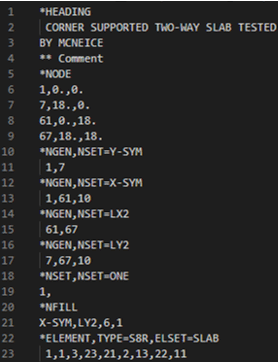 1 *HEADING
2 CORNER SUPPORTED TWO-WAY SLAB TESTED
3 BY MCNEICE
4 ** Comment
5 *NODE
6 1,0.,0.
7 7,18.,0.
8 61,0.,18.
9 67,18.,18.
10 *NGEN,NSET=Y-SYM
11 1,7
12 *NGEN,NSET=X-SYM
13 1,61,10
14 *NGEN,NSET=LX2
15 61,67
16 *NGEN,NSET=LY2
17 7,67,10
18 *NSET,NSET=ONE
19 1,
20 *NFILL
21 X-SYM,LY2,6,1
22 *ELEMENT,TYPE=S8R,ELSET=SLAB
23 1,1,3,23,21,2,13,22,11